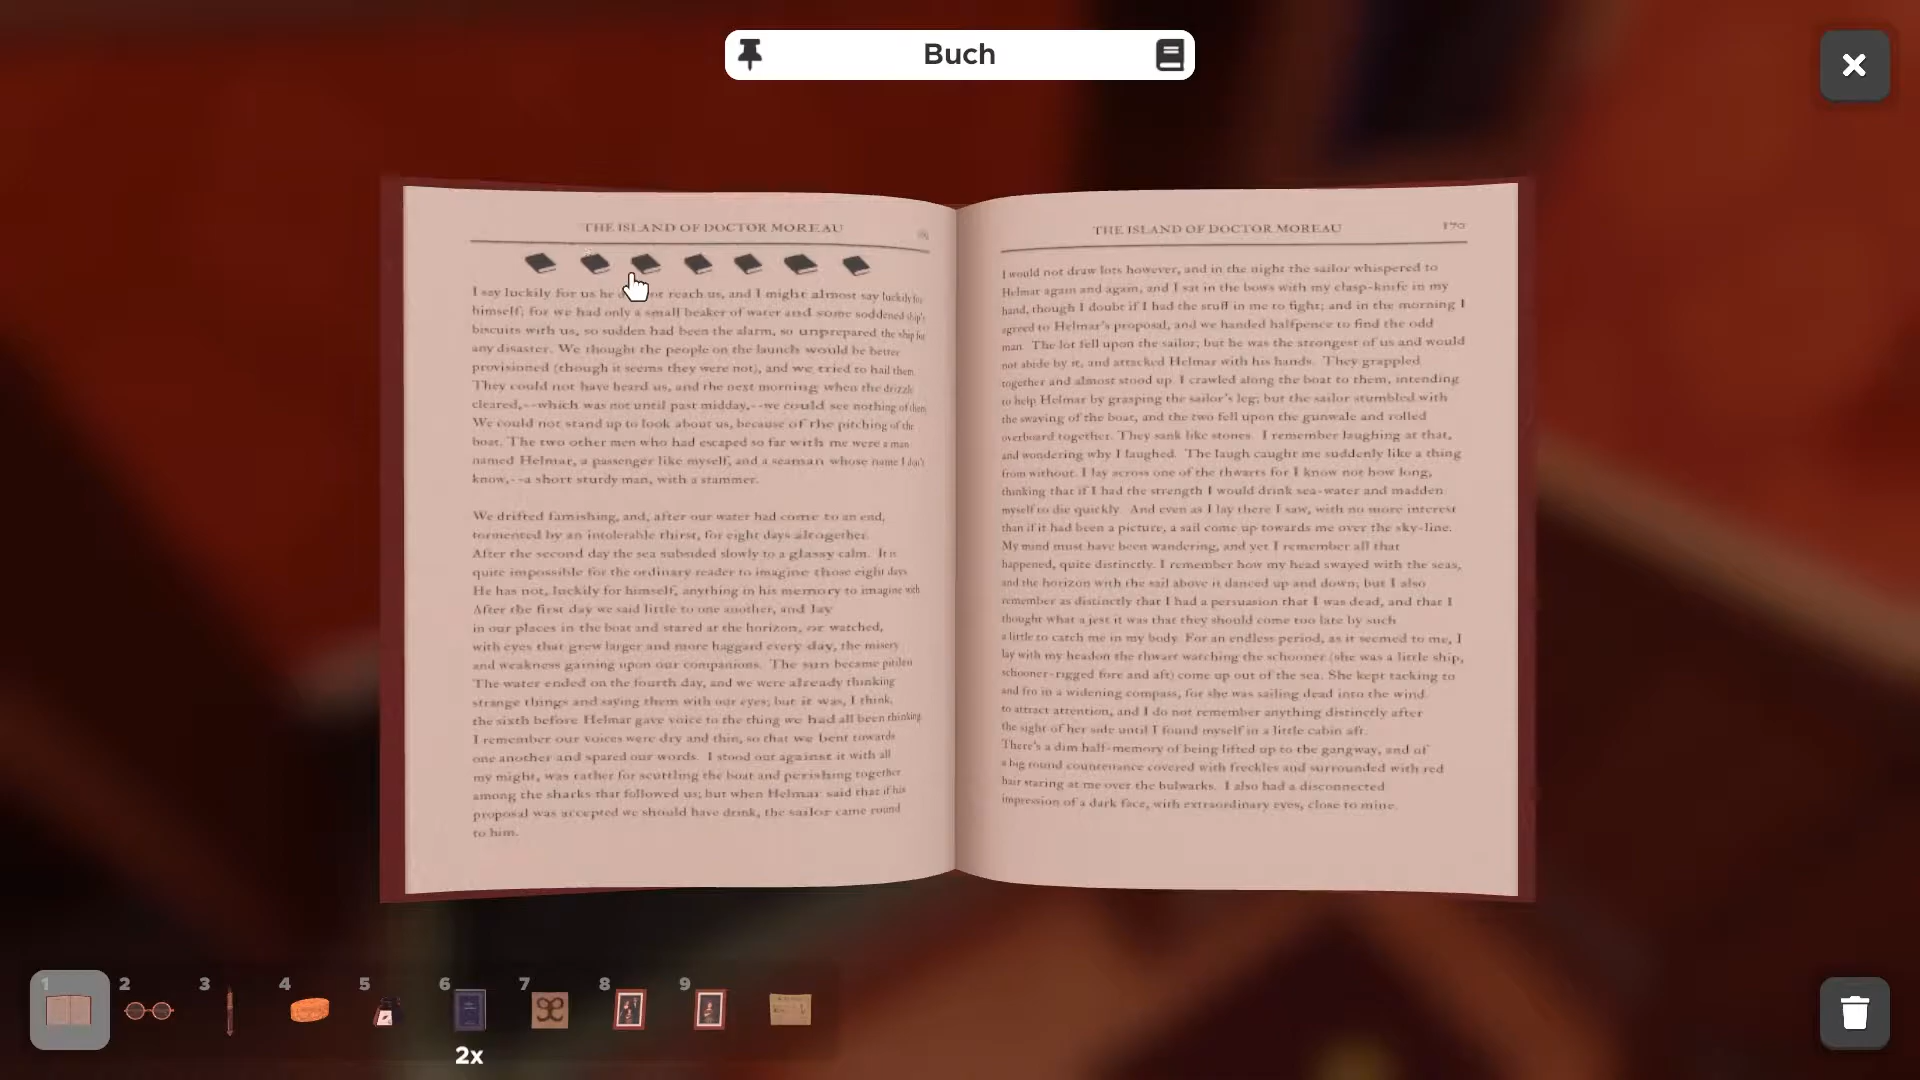 Buch
THE ISLAND OF DOCTOR MOREAU
I say luckily for us he reach us, and I might almost say luckily for
himself; for we had only a small beaker of water and some soddened ship's
biscuits with us, so sudden had been the alarm, so unprepared the ship for
any disaster. We thought the people on the launch would be better
provisioned (though it seems they were not), and we tried to hail them.
They could not have heard us, and the next morning when the drizzle
cleared,--which was not until past midday,--we could see nothing of them.
We could not stand up to look about us, because of the pitching of the
boat. The two other men who had escaped so far with me were a man
named Helmar, a passenger like myself, and a seaman whose name I don't
know,--a short sturdy man, with a stammer.
We drifted famishing, and, after our water had come to an end,
tormented by an intolerable thirst, for eight days altogether.
After the second day the sea subsided slowly to a glassy calm. It is
quite impossible for the ordinary reader to imagine those eight days.
He has not, luckily for himself, anything in his memory to imagine with.
After the first day we said little to one another, and lay
in our places in the boat and stared at the horizon, or watched,
with eyes that grew larger and more haggard every day, the misery
and weakness gaining upon our companions. The sun became pitiless.
The water ended on the fourth day, and we were already thinking
strange things and saying them with our eyes; but it was, I think,
the sixth before Helmar gave voice to the thing we had all been thinking.
I remember our voices were dry and thin, so that we bent towards
one another and spared our words. I stood out against it with all
my might, was rather for scuttling the boat and perishing together
among the sharks that followed us; but when Helmar said that if his
proposal was accepted we should have drink, the sailor came round
to him.
THE ISLAND OF DOCTOR MOREAU 170
I would not draw lots however, and in the night the sailor whispered to
Helmar again and again, and I sat in the bows with my clasp-knife in my
hand, though I doubt if I had the stuff in me to fight; and in the morning I
agreed to Helmar's proposal, and we handed halfpence to find the odd
man. The lot fell upon the sailor; but he was the strongest of us and would
not abide by it, and attacked Helmar with his hands. They grappled
together and almost stood up. I crawled along the boat to them, intending
to help Helmar by grasping the sailor's leg; but the sailor stumbled with
the swaying of the boat, and the two fell upon the gunwale and rolled
overboard together. They sank like stones. I remember laughing at that,
and wondering why I laughed. The laugh caught me suddenly like a thing
from without. I lay across one of the thwarts for I know not how long,
thinking that if I had the strength I would drink sea-water and madden
myself to die quickly. And even as I lay there I saw, with no more interest
than if it had been a picture, a sail come up towards me over the sky-line.
My mind must have been wandering, and yet I remember all that
happened, quite distinctly. I remember how my head swayed with the seas,
and the horizon with the sail above it danced up and down; but I also
remember as distinctly that I had a persuasion that I was dead, and that I
thought what a jest it was that they should come too late by such
a little to catch me in my body. For an endless period, as it seemed to me, I
lay with my headon the thwart watching the schooner (she was a little ship,
schooner-rigged fore and aft) come up out of the sea. She kept tacking to
and fro in a widening compass, for she was sailing dead into the wind.
to attract attention, and I do not remember anything distinctly after
the sight of her side until I found myself in a little cabin aft.
There's a dim half-memory of being lifted up to the gangway, and of
a big round countenance covered with freckles and surrounded with red
hair staring at me over the bulwarks. I also had a disconnected
impression of a dark face, with extraordinary eyes, close to mine.
1 2 3 4 5 6 7 8 9
2x